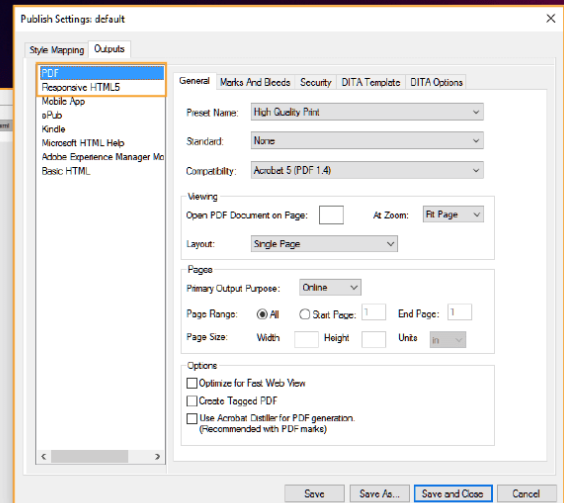 Publish Settings: default
Style Mapping Outputs
PDF
Responsive HTML5
Mobile App
ePub
Kindle
Microsoft HTML Help
Adobe Experience Manager Mo
Basic HTML
General Marks And Bleeds Security DITA Template DITA Options
Preset Name: High Quality Print
Standard: None
Compatibility: Acrobat 5 (PDF 1.4)
Viewing
Open PDF Document on Page: At Zoom: Fit Page
Layout: Single Page
Pages
Primary Output Purpose: Online
Page Range: All Start Page: 1 End Page: 1
Page Size: Width Height Units in
Options
Optimize for Fast Web View
Create Tagged PDF
Use Acrobat Distiller for PDF generation.
(Recommended with PDF marks)
Save Save As... Save and Close Cancel